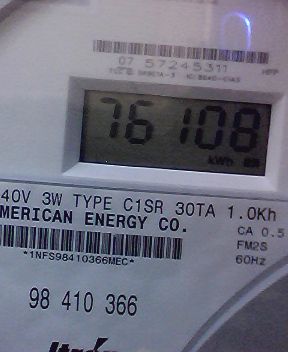 07 57245311
76108
kWh
40V 3W TYPE C1SR 30TA 1.0Kh
MERICAN ENERGY CO.
CA 0.5
FM2S
60Hz
*1NFS98410366MEC*
98 410 366
Itrón